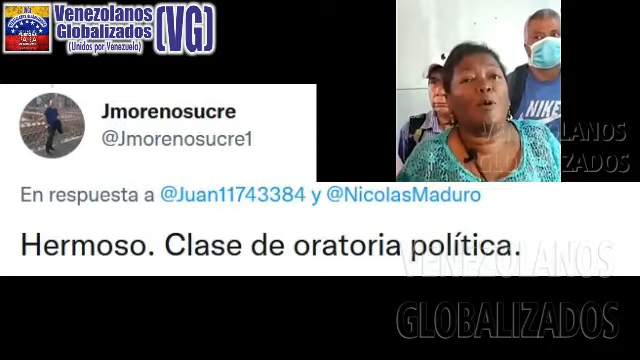 Venezolanos
Globalizados
(Unidos por Venezuela)
(VG)
Jmorenosucre
@Jmorenosucre1
En respuesta a @Juan11743384 y @NicolasMaduro
Hermoso. Clase de oratoria política.
NIKE
VENEZOLANOS
GLOBALIZADOS
VENEZOLANOS
GLOBALIZADOS